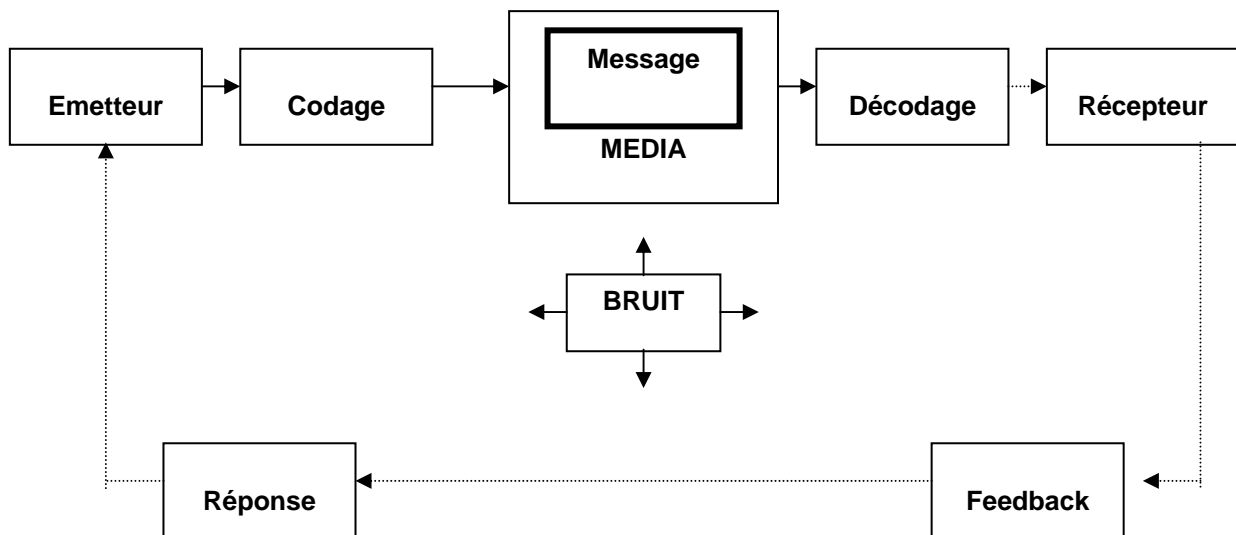 Emetteur
Codage
Message
MEDIA
Décodage
Récepteur
BRUIT
Réponse
Feedback